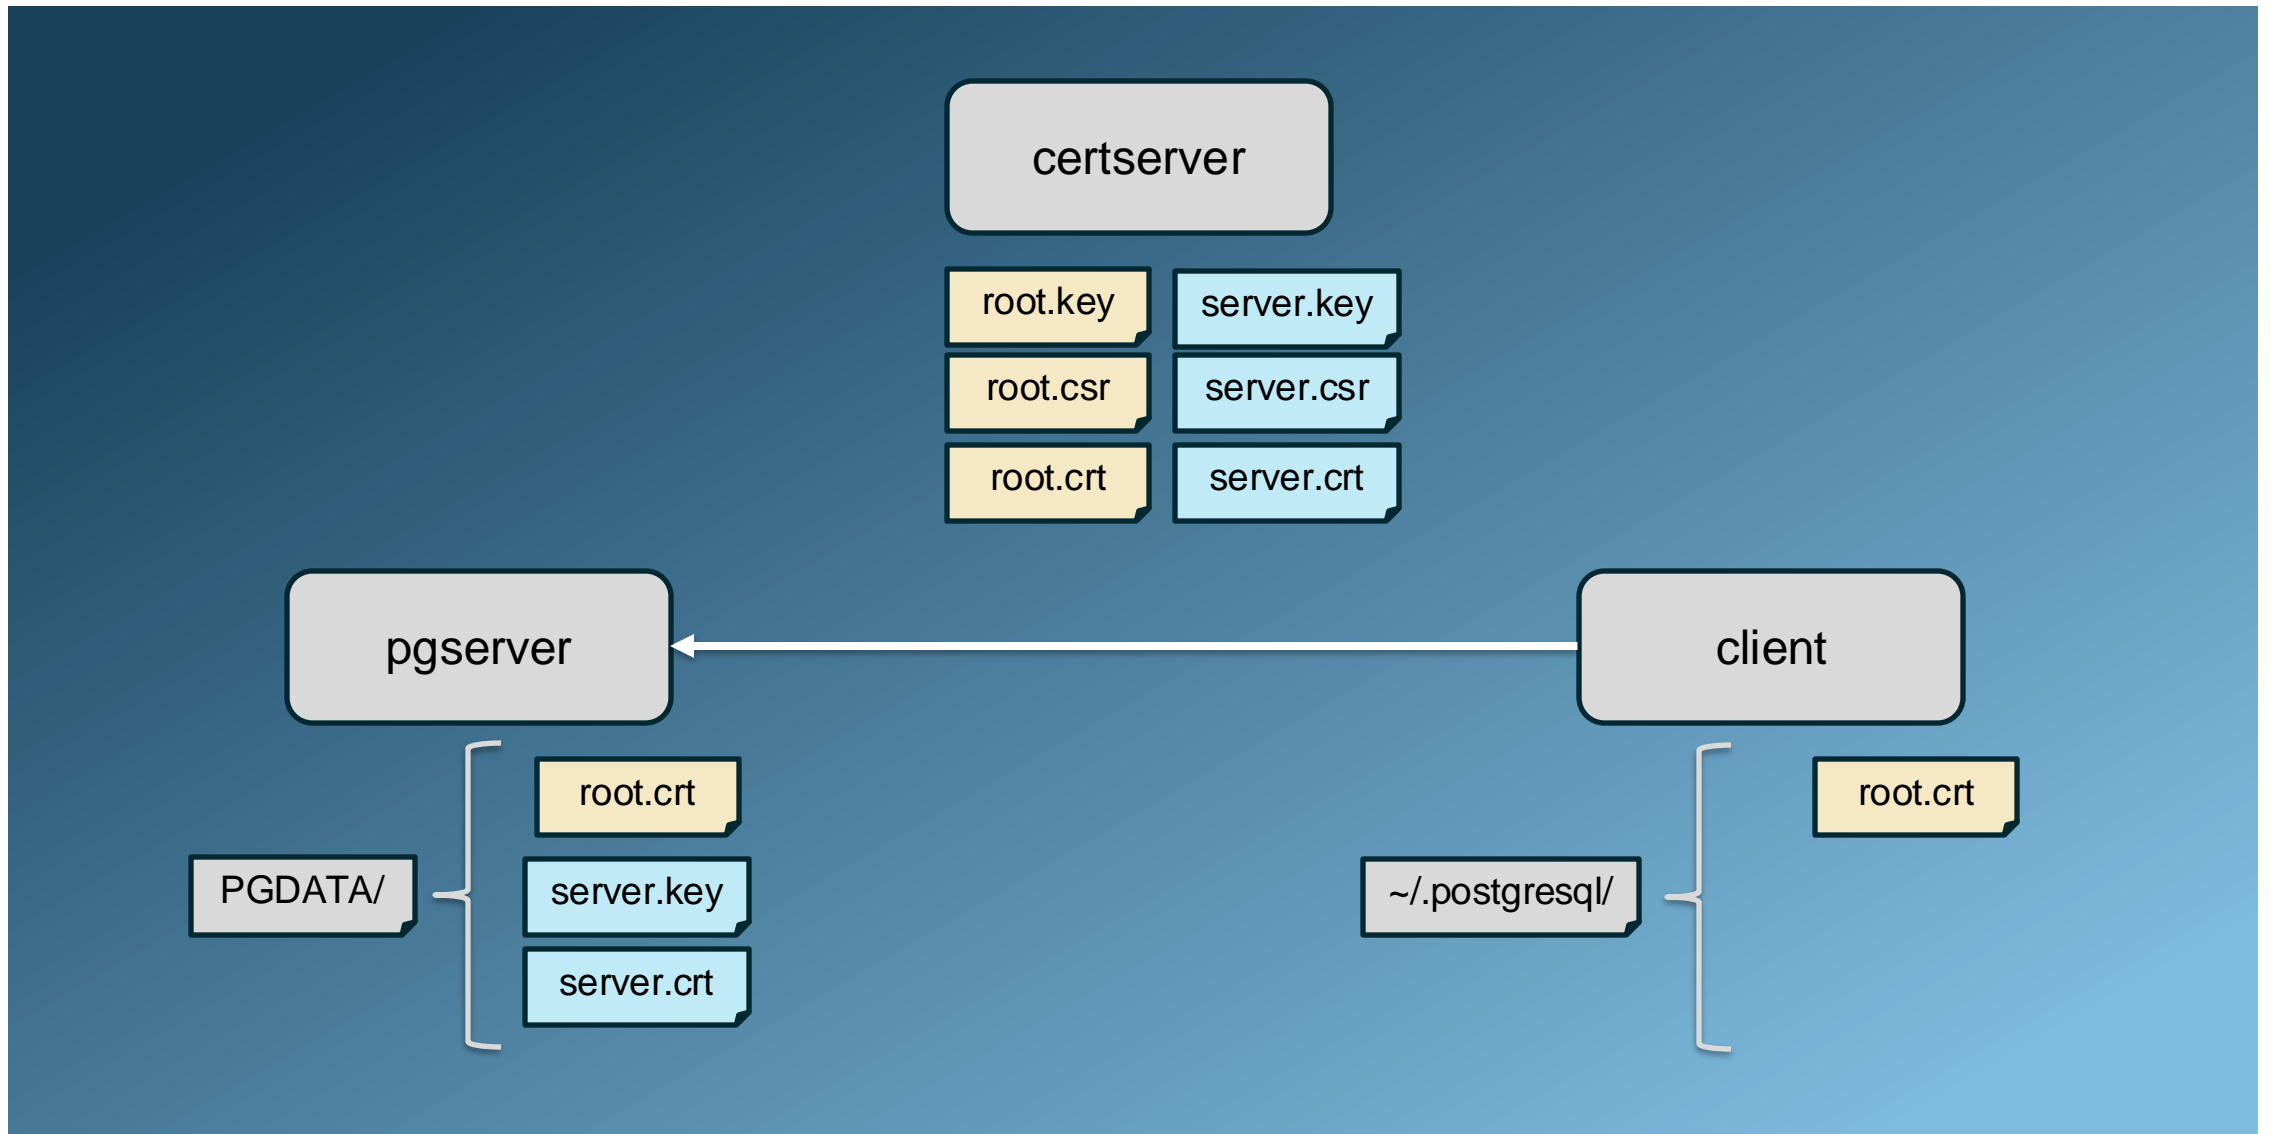 certserver
root.key
server.key
root.csr
server.csr
root.crt
server.crt
pgserver
client
root.crt
root.crt
PGDATA/
server.key
~/.postgresql/
server.crt